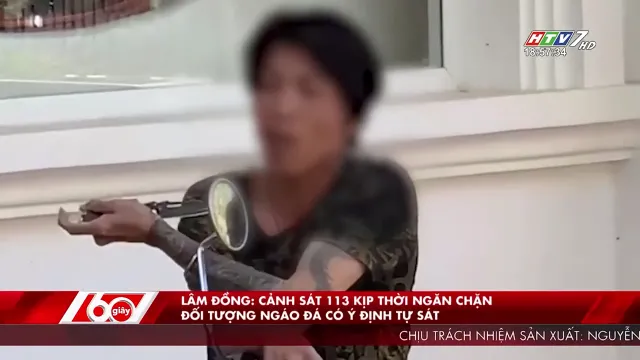 HTV7 HD
18:57:34
60 giây
LÂM ĐỒNG: CẢNH SÁT 113 KỊP THỜI NGĂN CHẶN
ĐỐI TƯỢNG NGÁO ĐÁ CÓ Ý ĐỊNH TỰ SÁT
CHỊU TRÁCH NHIỆM SẢN XUẤT: NGUYỄN